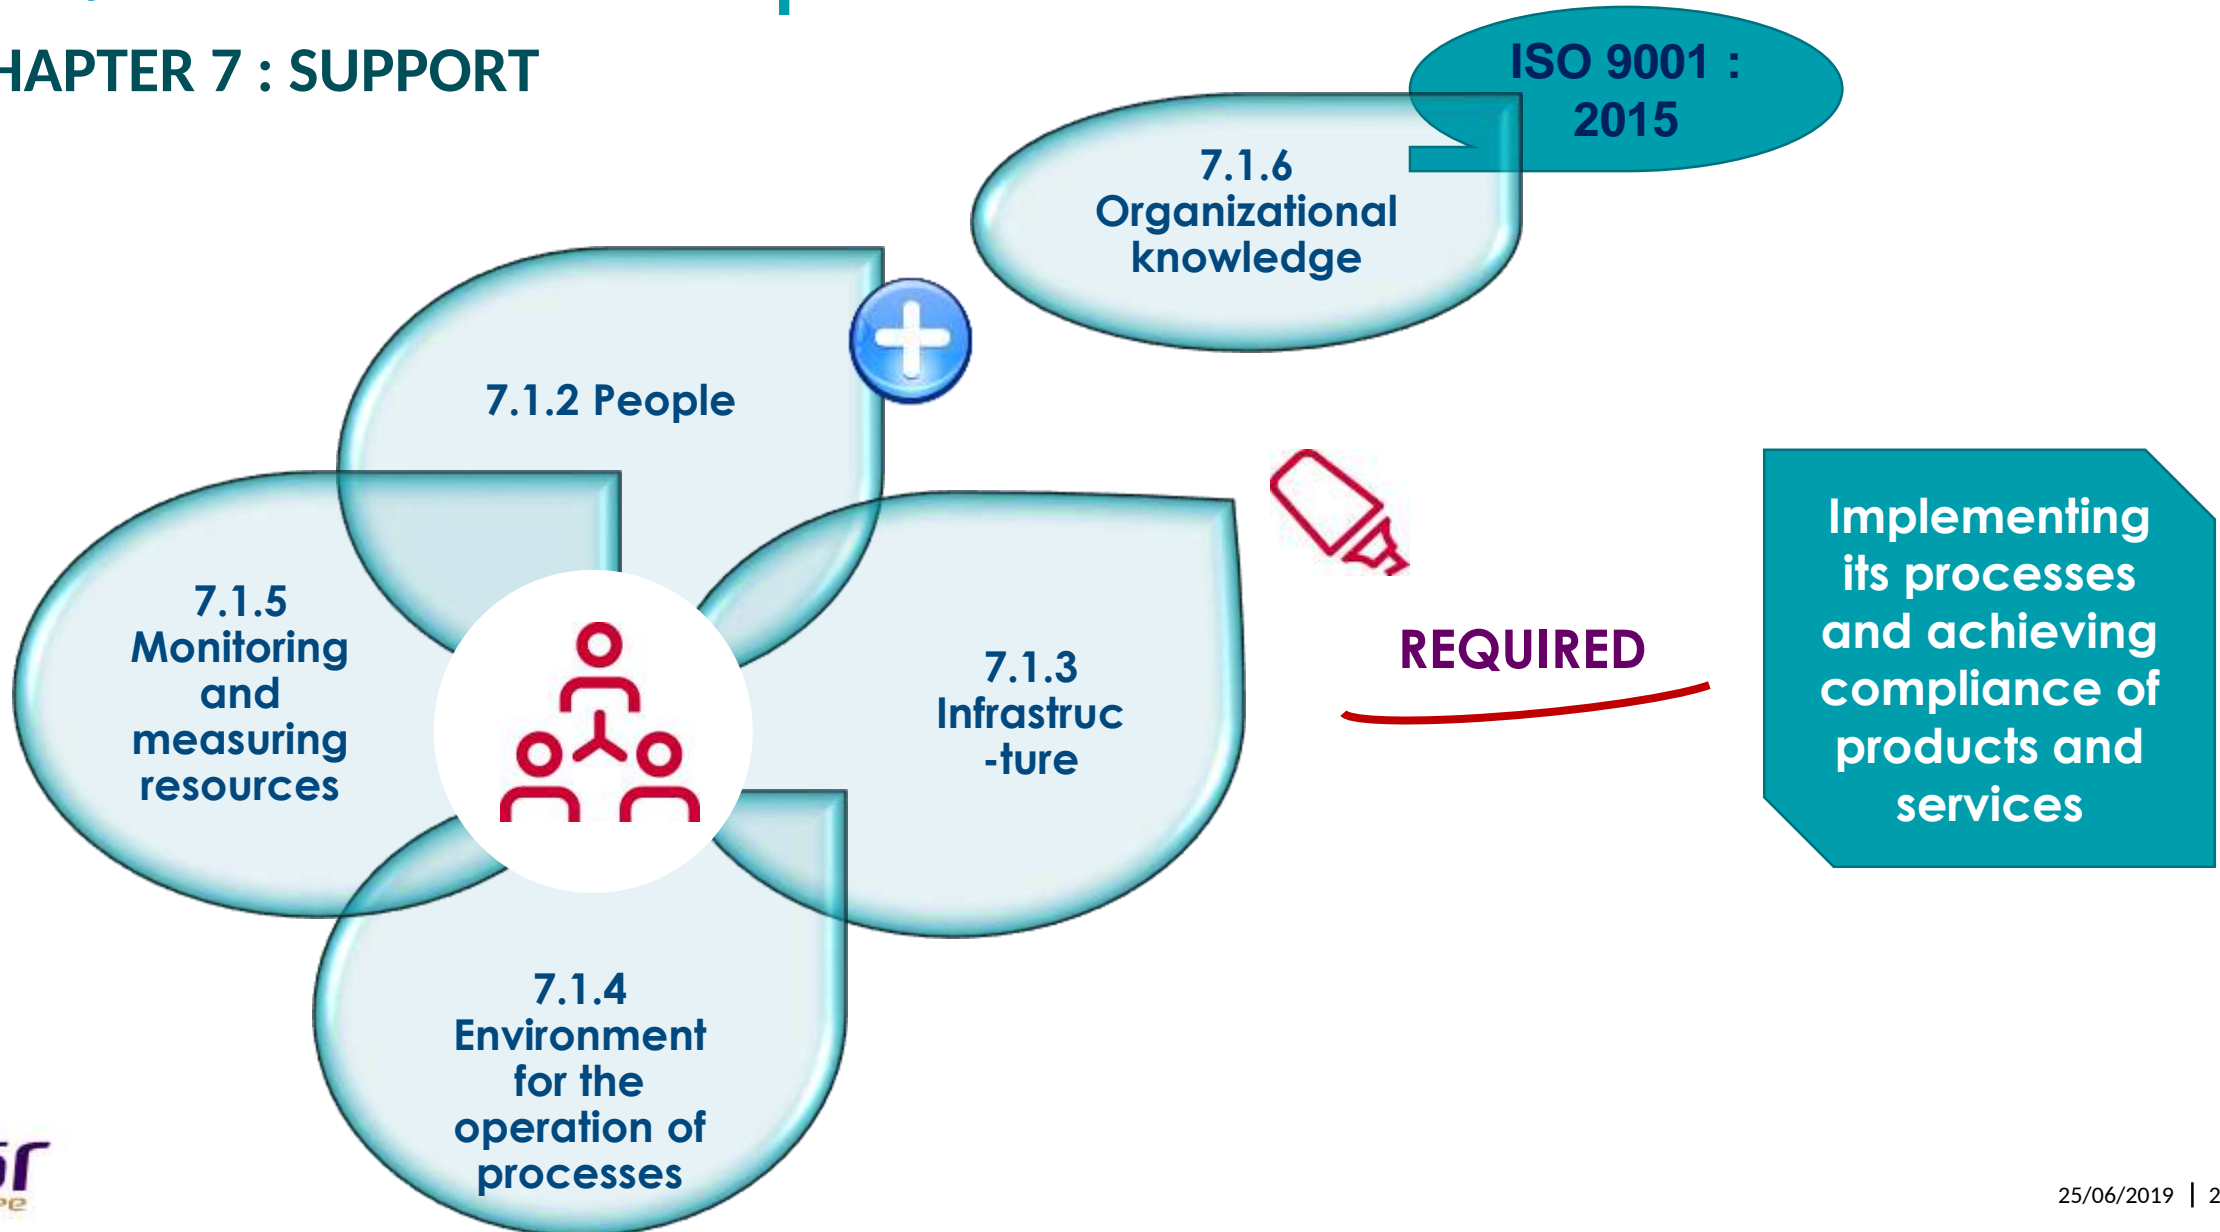 HAPTER 7 : SUPPORT
ISO 9001 :
2015
7.1.6
Organizational
knowledge
7.1.2 People
7.1.5
Monitoring
and
measuring
resources
7.1.3
Infrastruc
-ture
7.1.4
Environment
for the
operation of
processes
REQUIRED
Implementing
its processes
and achieving
compliance of
products and
services
25/06/2019 | 2